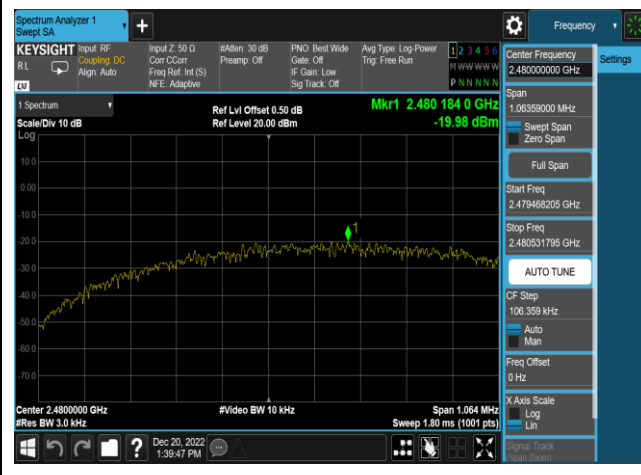 Spectrum Analyzer 1
Swept SA
Frequency
KEYSIGHT
RL
LXI
Input: RF
Coupling: DC
Align: Auto
Input Z: 50 Ω
Corr CCorr
Freq Ref: Int (S)
NFE: Adaptive
#Atten: 30 dB
Preamp: Off
PNO: Best Wide
Gate: Off
IF Gain: Low
Sig Track: Off
Avg Type: Log-Power
Trig: Free Run
1 2 3 4 5 6
M W W W W W
P N N N N N
1 Spectrum
Scale/Div 10 dB
Log
Ref Lvl Offset 0.50 dB
Ref Level 20.00 dBm
Mkr1 2.480 184 0 GHz
-19.98 dBm
10.0
0.00
-10.0
-20.0
-30.0
-40.0
-50.0
-60.0
-70.0
1
Center 2.4800000 GHz
#Res BW 3.0 kHz
#Video BW 10 kHz
Span 1.064 MHz
Sweep 1.80 ms (1001 pts)
Dec 20, 2022
1:39:47 PM
Center Frequency
2.480000000 GHz
Span
1.06359000 MHz
Swept Span
Zero Span
Full Span
Start Freq
2.479468205 GHz
Stop Freq
2.480531795 GHz
AUTO TUNE
CF Step
106.359 kHz
Auto
Man
Freq Offset
0 Hz
X Axis Scale
Log
Lin
Signal Track
(Span Zoom)
Settings